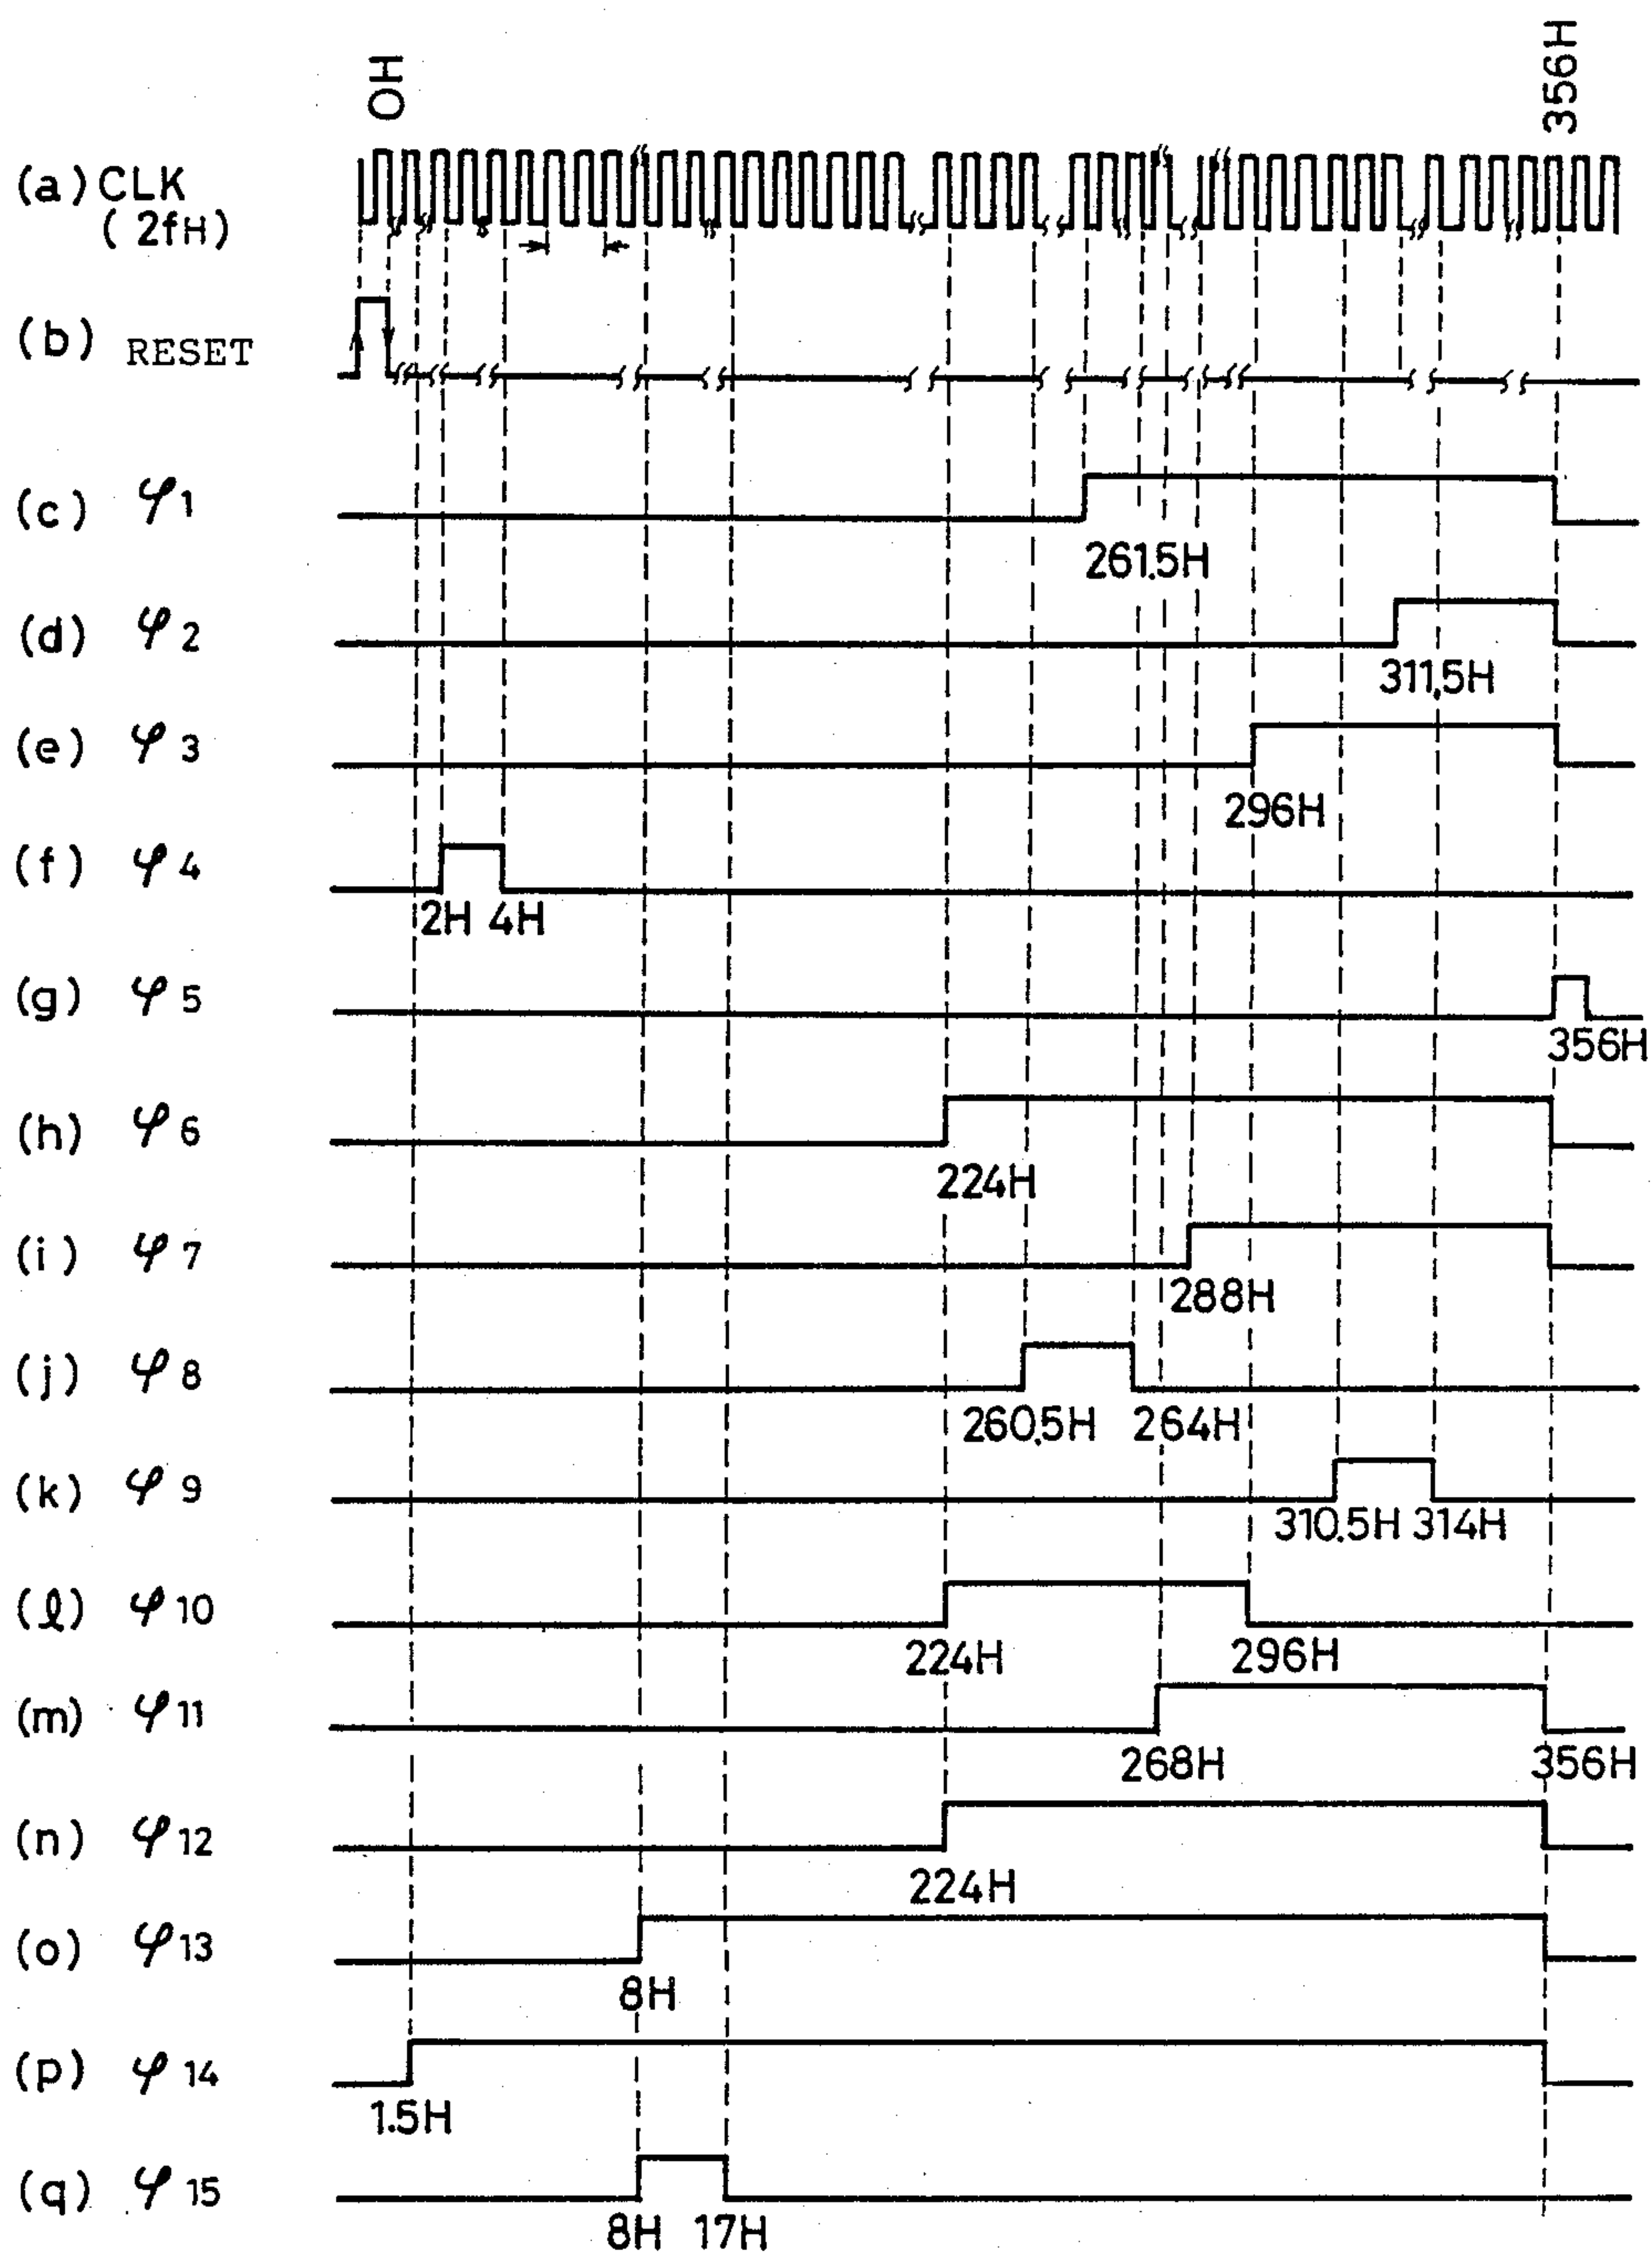 0H
356H
(a) CLK
(2fH)
(b) RESET
(c) φ1
261.5H
(d) φ2
311.5H
(e) φ3
296H
(f) φ4
2H 4H
(g) φ5
356H
(h) φ6
224H
(i) φ7
288H
(j) φ8
260.5H 264H
(k) φ9
310.5H 314H
(l) φ10
224H 296H
(m) φ11
268H 356H
(n) φ12
224H
(o) φ13
8H
(p) φ14
1.5H
(q) φ15
8H 17H